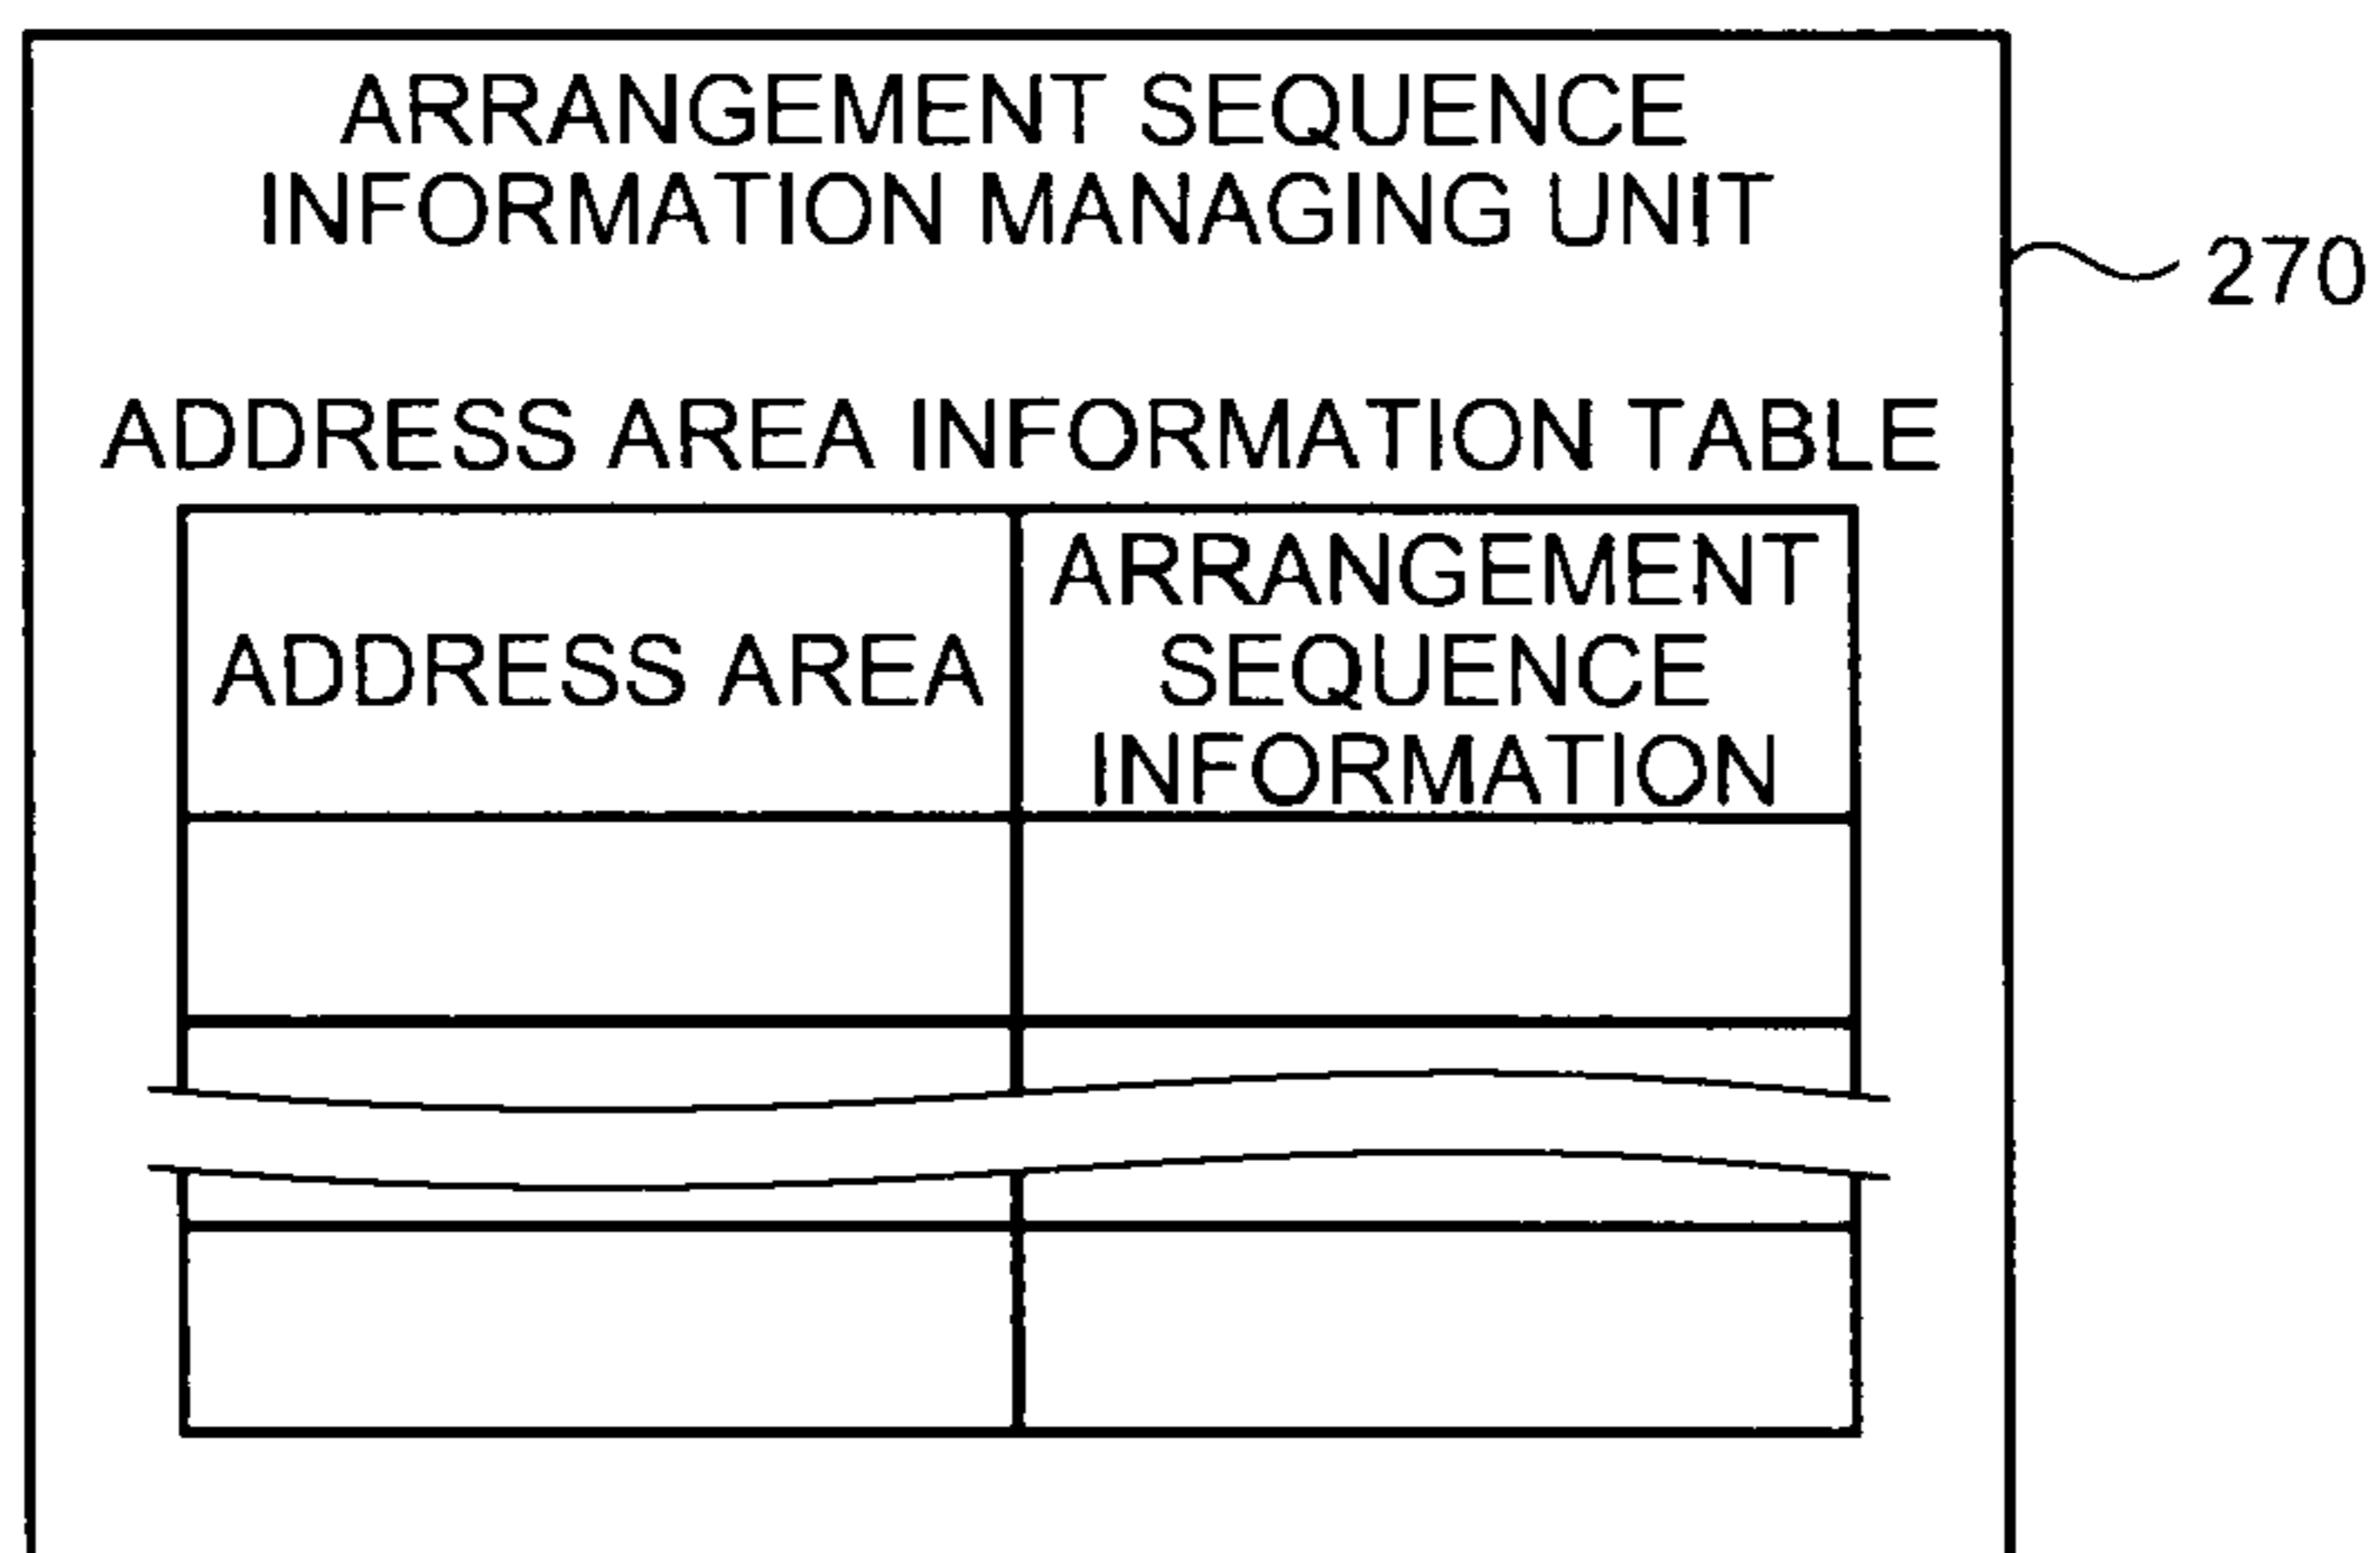 ARRANGEMENT SEQUENCE
INFORMATION MANAGING UNIT
270
ADDRESS AREA INFORMATION TABLE
ADDRESS AREA
ARRANGEMENT
SEQUENCE
INFORMATION